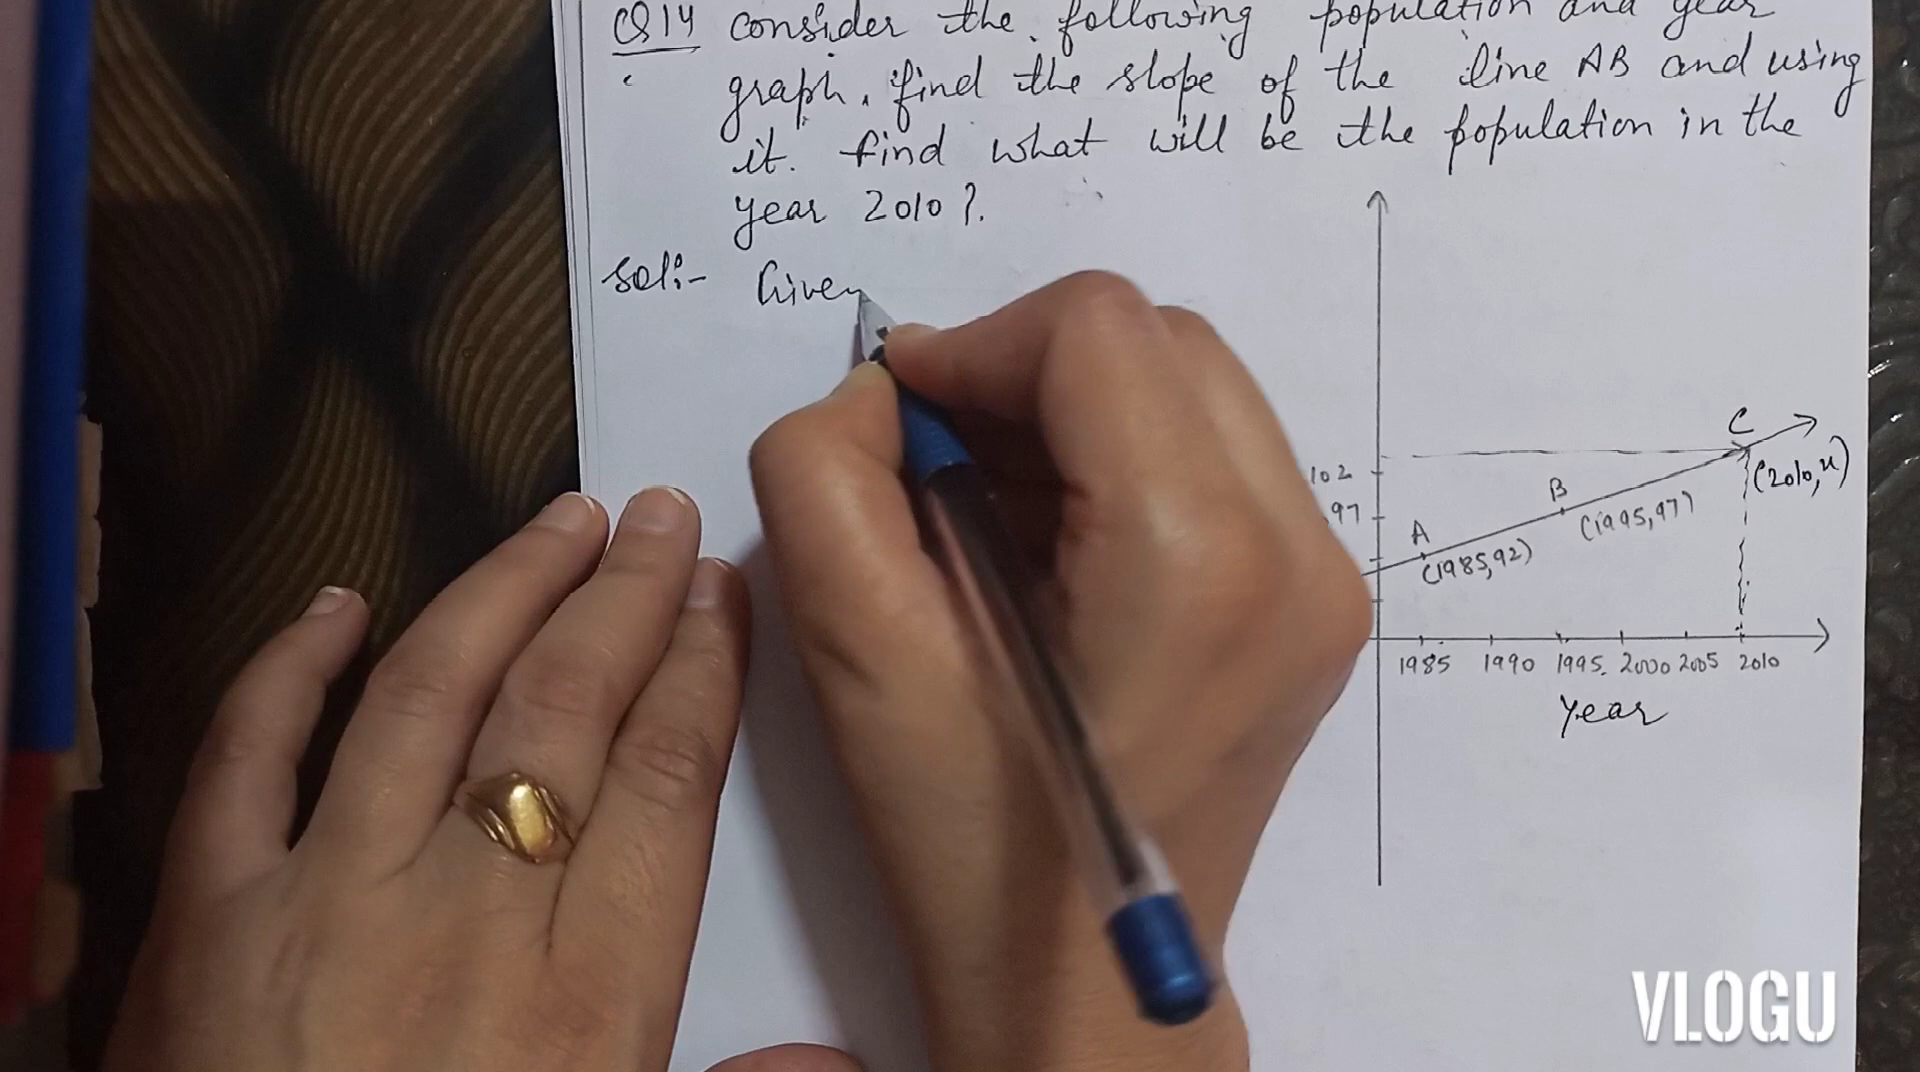 Q14 consider the following population and year
graph, find the slope of the line AB and using
it. find what will be the population in the
year 2010?.
Sol:- Given
102
97
A
(1985,92)
B
(1995,97)
C
(2010,x)
1985 1990 1995. 2000 2005 2010
Year
VLOGU